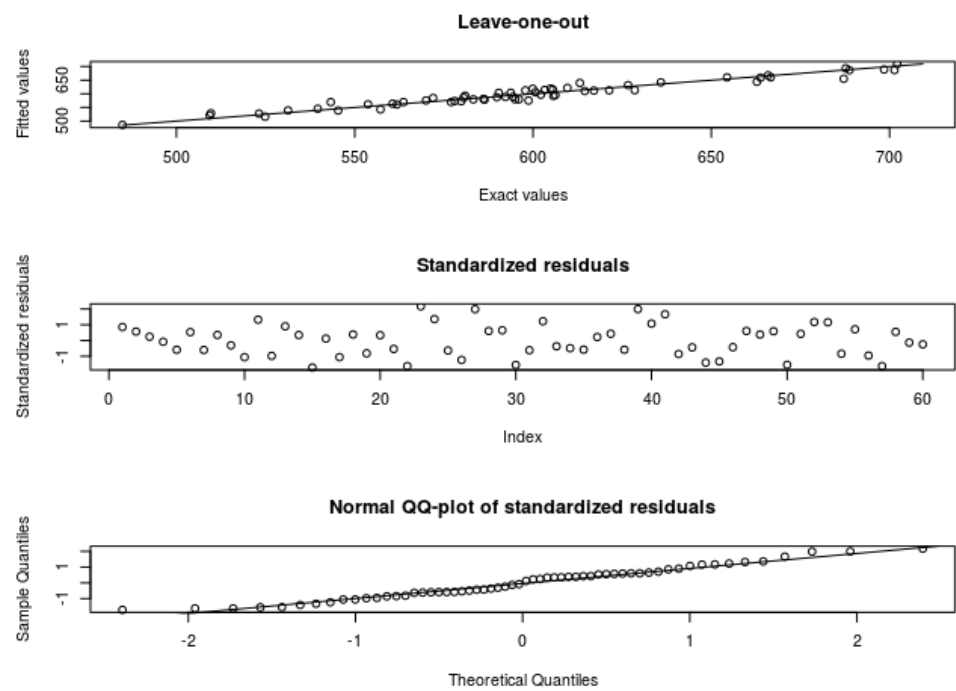 Leave-one-out
Fitted values
650
500
500
550
600
650
700
Exact values
Standardized residuals
Standardized residuals
1
-1
0
10
20
30
40
50
60
Index
Normal QQ-plot of standardized residuals
Sample Quantiles
1
-1
-2
-1
0
1
2
Theoretical Quantiles